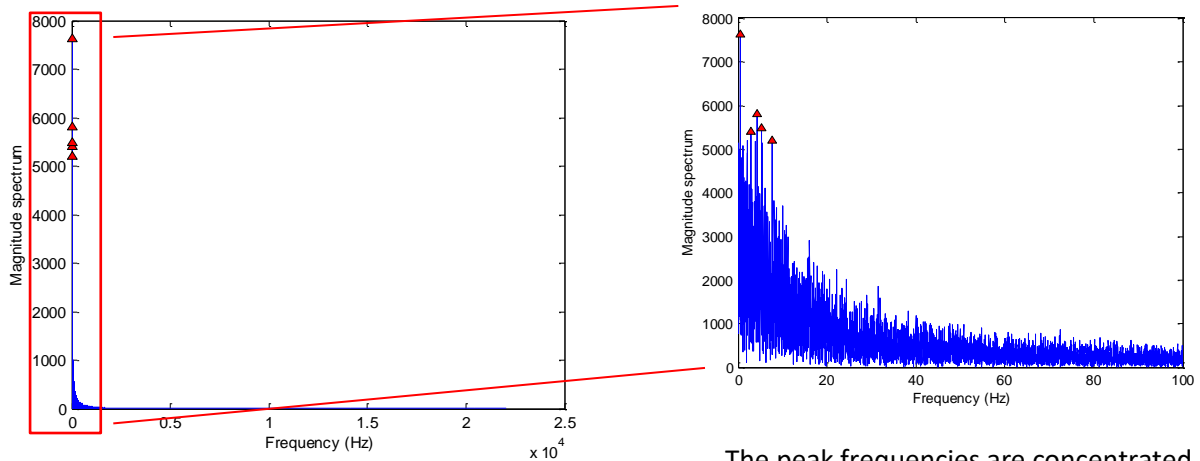 8000
7000
6000
5000
4000
3000
2000
1000
0
Magnitude spectrum
0 0.5 1 1.5 2 2.5
x 10^4
Frequency (Hz)
8000
7000
6000
5000
4000
3000
2000
1000
0
Magnitude spectrum
0 20 40 60 80 100
Frequency (Hz)
The peak frequencies are concentrated